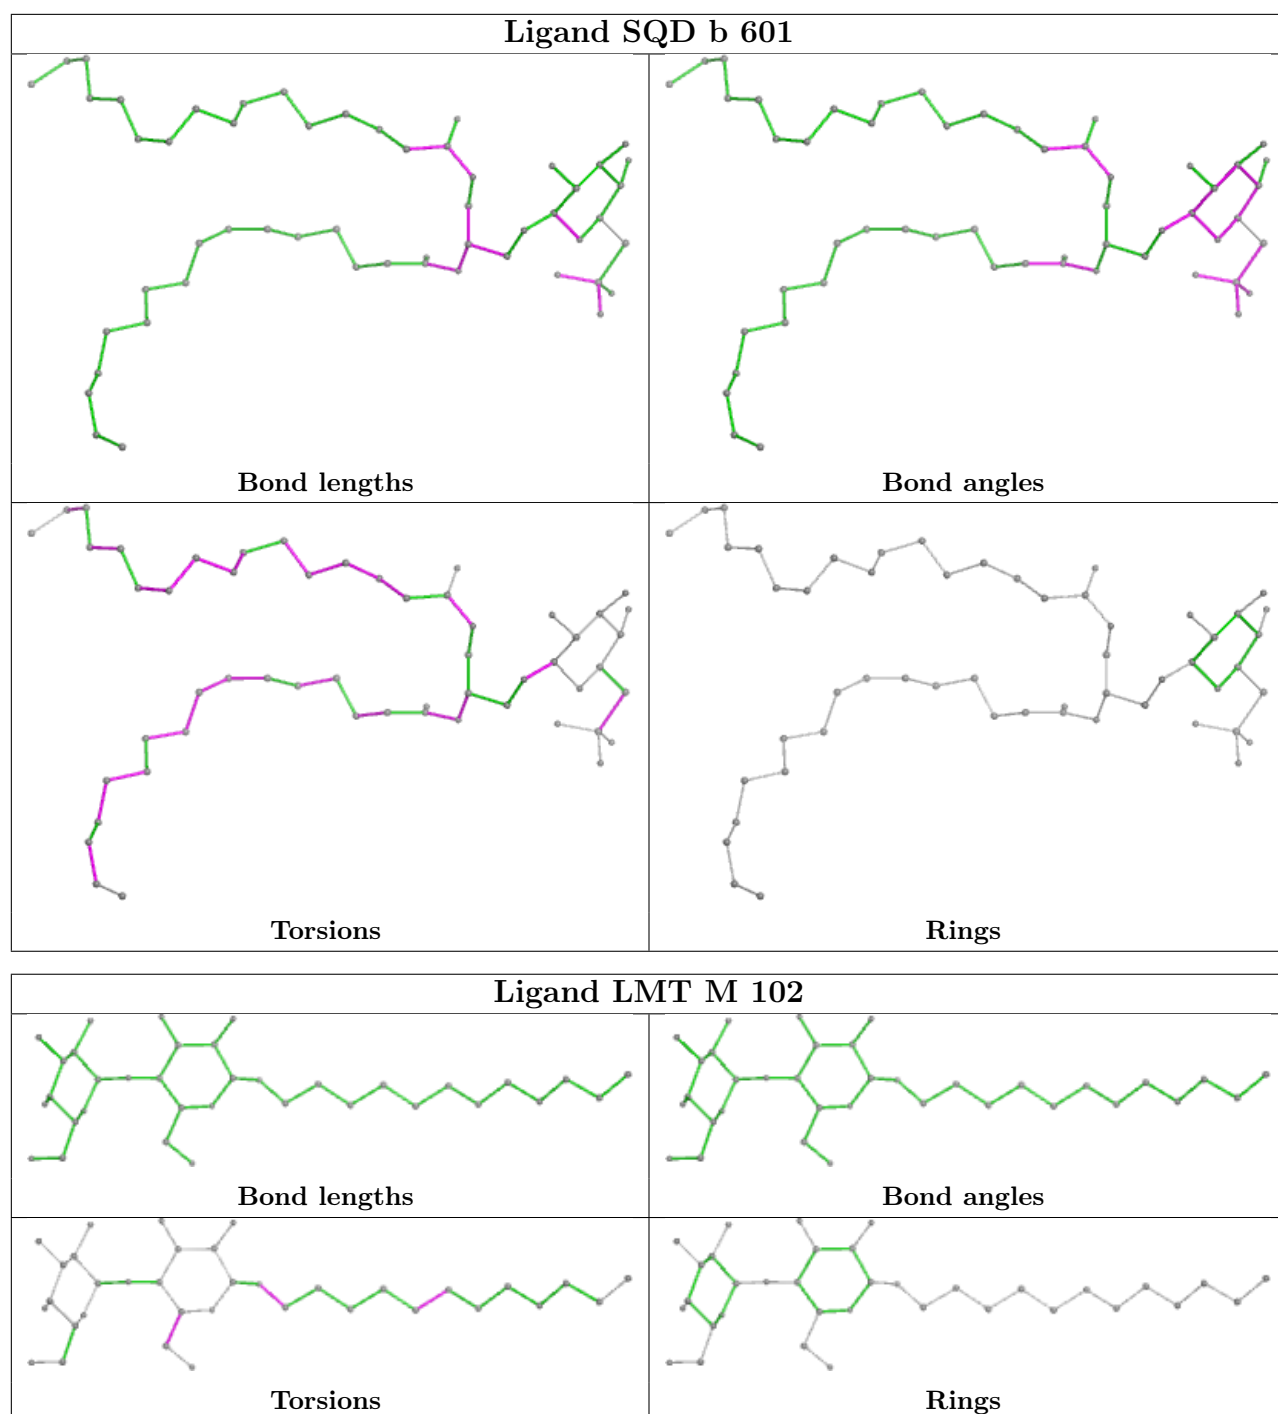 Ligand SQD b 601
Bond lengths
Bond angles
Torsions
Rings
Ligand LMT M 102
Bond lengths
Bond angles
Torsions
Rings